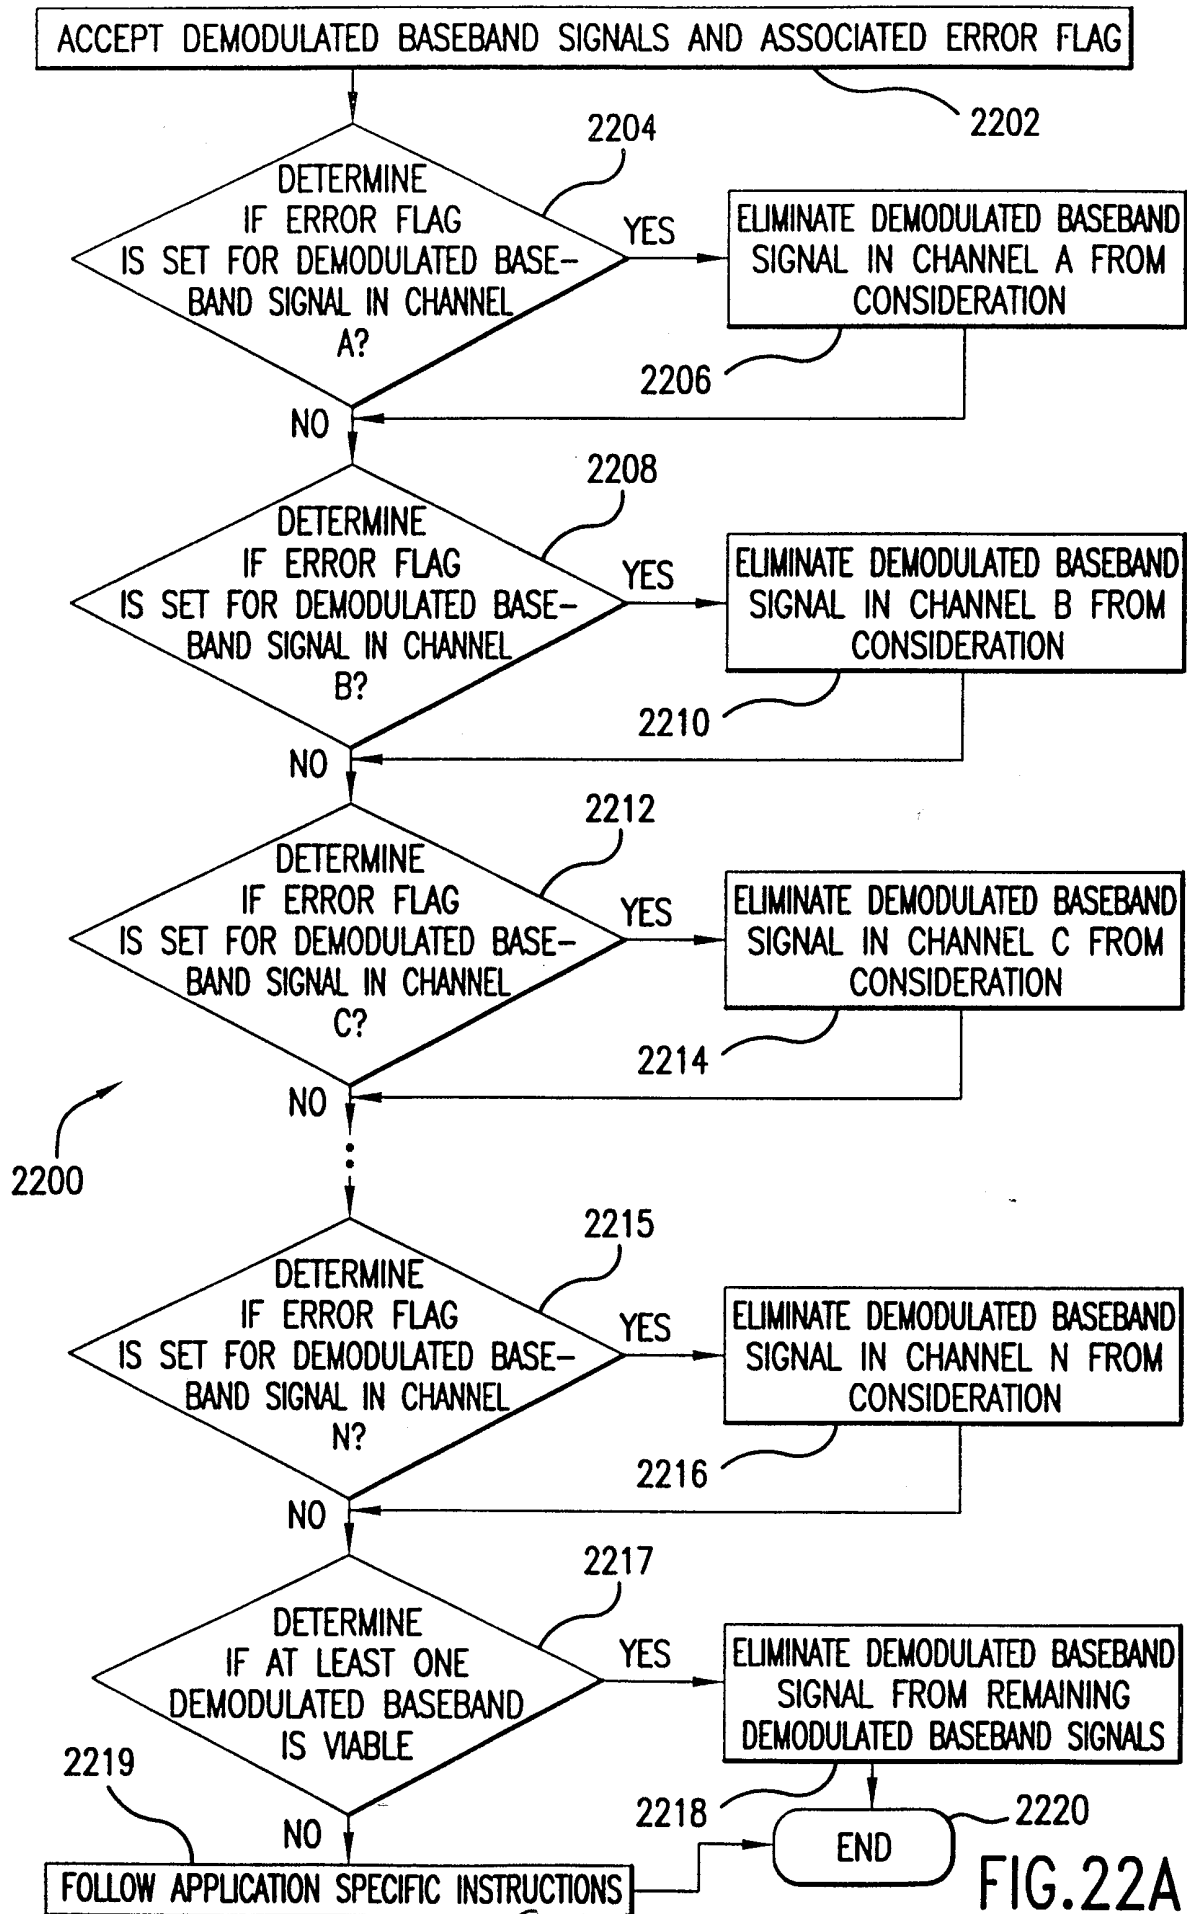 ACCEPT DEMODULATED BASEBAND SIGNALS AND ASSOCIATED ERROR FLAG
2202
2204
DETERMINE
IF ERROR FLAG
IS SET FOR DEMODULATED BASE-
BAND SIGNAL IN CHANNEL
A?
YES
ELIMINATE DEMODULATED BASEBAND
SIGNAL IN CHANNEL A FROM
CONSIDERATION
2206
NO
2208
DETERMINE
IF ERROR FLAG
IS SET FOR DEMODULATED BASE-
BAND SIGNAL IN CHANNEL
B?
YES
ELIMINATE DEMODULATED BASEBAND
SIGNAL IN CHANNEL B FROM
CONSIDERATION
2210
NO
2212
DETERMINE
IF ERROR FLAG
IS SET FOR DEMODULATED BASE-
BAND SIGNAL IN CHANNEL
C?
YES
ELIMINATE DEMODULATED BASEBAND
SIGNAL IN CHANNEL C FROM
CONSIDERATION
2214
NO
2200
2215
DETERMINE
IF ERROR FLAG
IS SET FOR DEMODULATED BASE-
BAND SIGNAL IN CHANNEL
N?
YES
ELIMINATE DEMODULATED BASEBAND
SIGNAL IN CHANNEL N FROM
CONSIDERATION
2216
NO
2217
DETERMINE
IF AT LEAST ONE
DEMODULATED BASEBAND
IS VIABLE
YES
ELIMINATE DEMODULATED BASEBAND
SIGNAL FROM REMAINING
DEMODULATED BASEBAND SIGNALS
2218
2219
NO
FOLLOW APPLICATION SPECIFIC INSTRUCTIONS
END
2220
FIG.22A